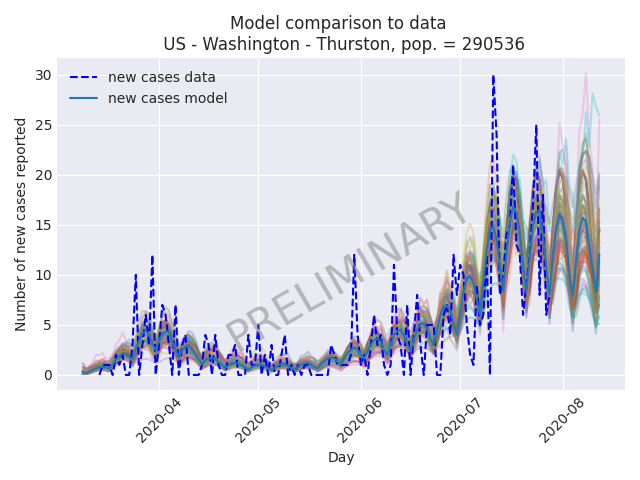 Model comparison to data
US - Washington - Thurston, pop. = 290536
new cases data
new cases model
PRELIMINARY
Number of new cases reported
30
25
20
15
10
5
0
2020-04
2020-05
2020-06
2020-07
2020-08
Day